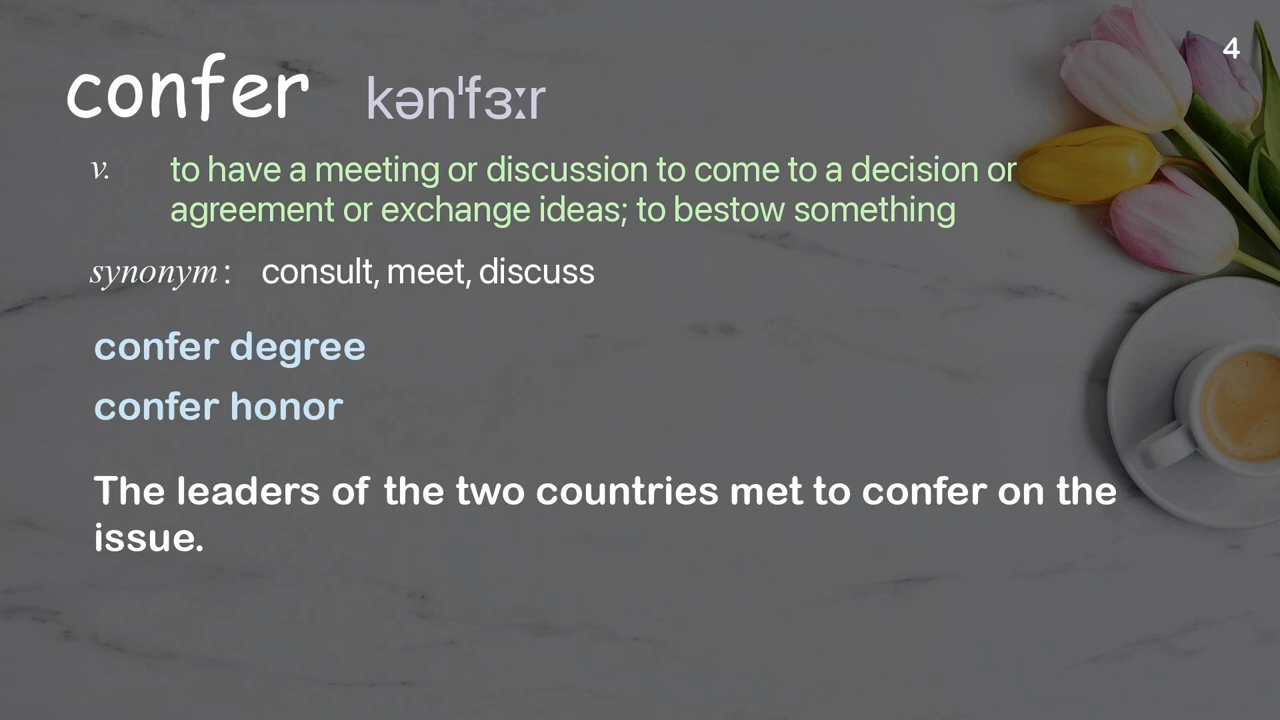 4
confer kənˈfɜːr
v. to have a meeting or discussion to come to a decision or
agreement or exchange ideas; to bestow something
synonym: consult, meet, discuss
confer degree
confer honor
The leaders of the two countries met to confer on the
issue.